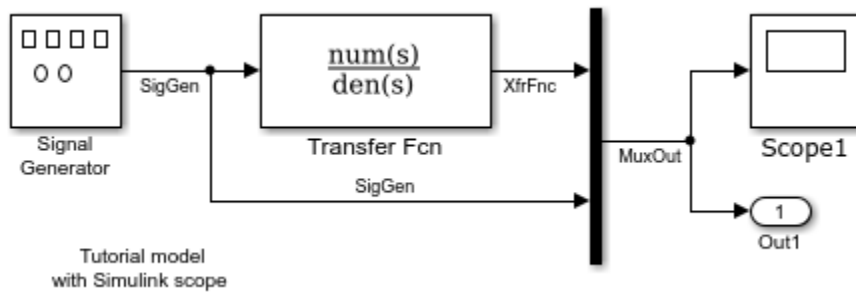 num(s)
den(s)
SigGen
XfrFnc
Signal
Generator
Transfer Fcn
MuxOut
Scope1
SigGen
1
Out1
Tutorial model
with Simulink scope